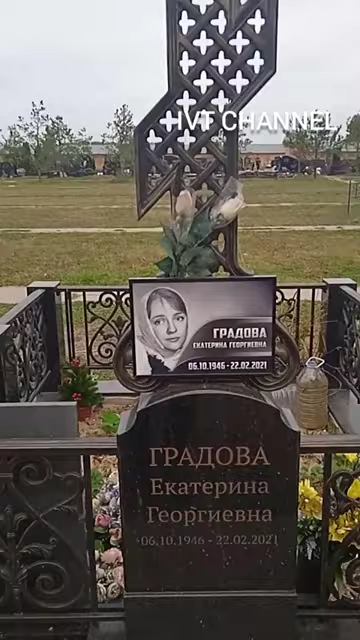 HVT CHANNEL
ГРАДОВА
ЕКАТЕРИНА ГЕОРГИЕВНА
06.10.1946 - 22.02.2021
ГРАДОВА
Екатерина
Георгиевна
06.10.1946 - 22.02.2021